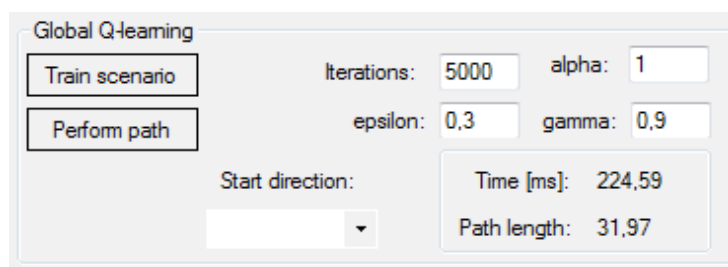 Global Q-learning
Train scenario Iterations: 5000 alpha: 1
Perform path epsilon: 0,3 gamma: 0,9
Start direction: Time [ms]: 224,59
Path length: 31,97